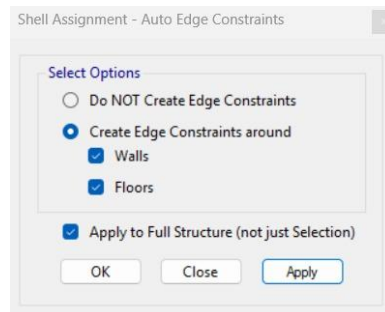 Shell Assignment - Auto Edge Constraints
Select Options
Do NOT Create Edge Constraints
Create Edge Constraints around
Walls
Floors
Apply to Full Structure (not just Selection)
OK Close Apply